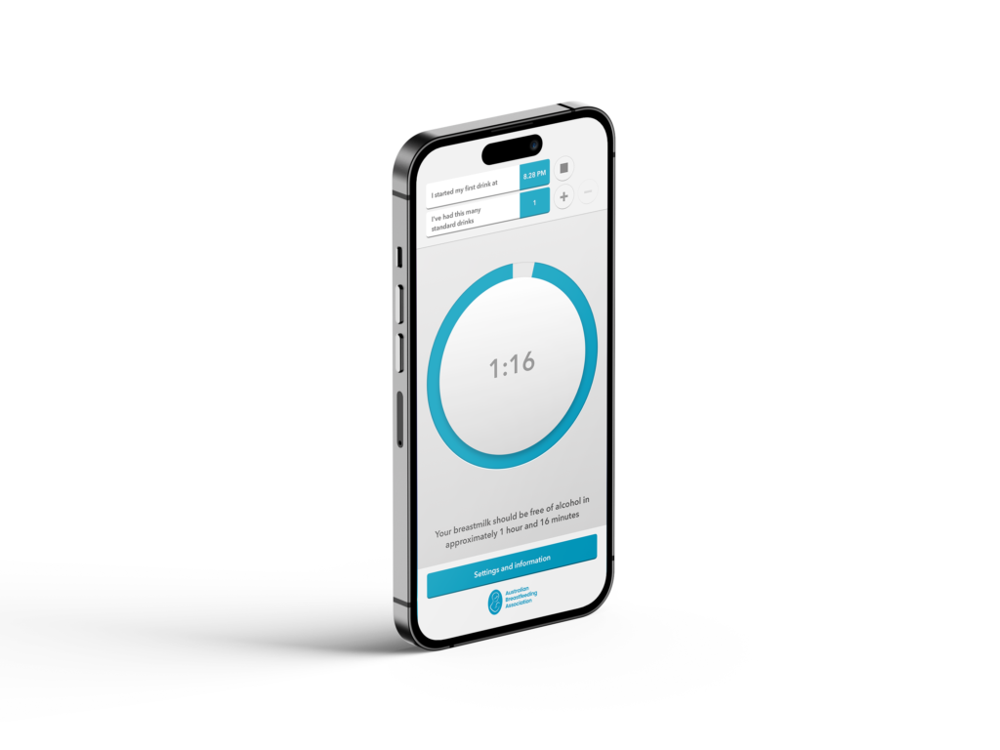 I started my first drink at
8.28 PM
I've had this many
standard drinks
1
1:16
Your breastmilk should be free of alcohol in
approximately 1 hour and 16 minutes
Settings and information
Australian
Breastfeeding
Association